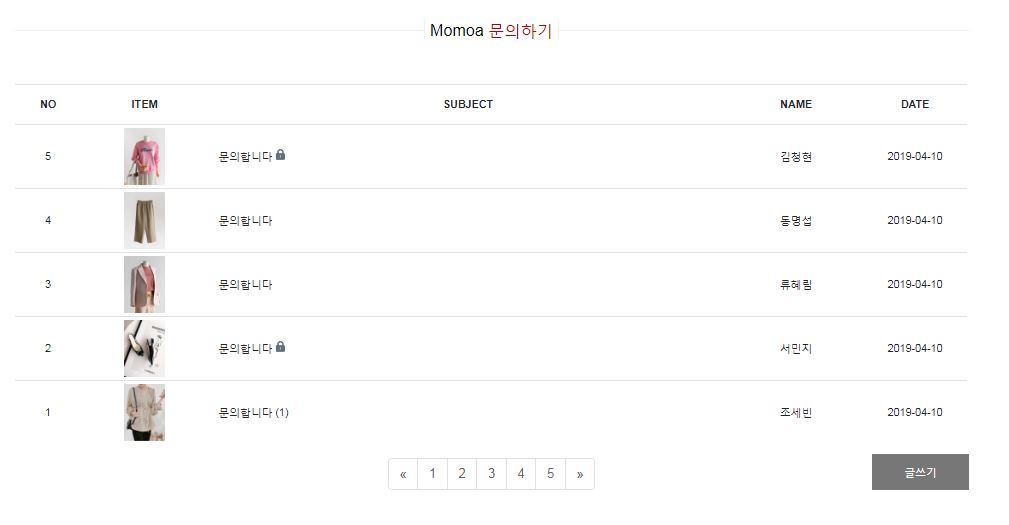 Momoa 문의하기
NO ITEM SUBJECT NAME DATE
5 문의합니다 김청현 2019-04-10
4 문의합니다 동명섭 2019-04-10
3 문의합니다 류혜림 2019-04-10
2 문의합니다 서민지 2019-04-10
1 문의합니다 (1) 조세빈 2019-04-10
« 1 2 3 4 5 » 글쓰기